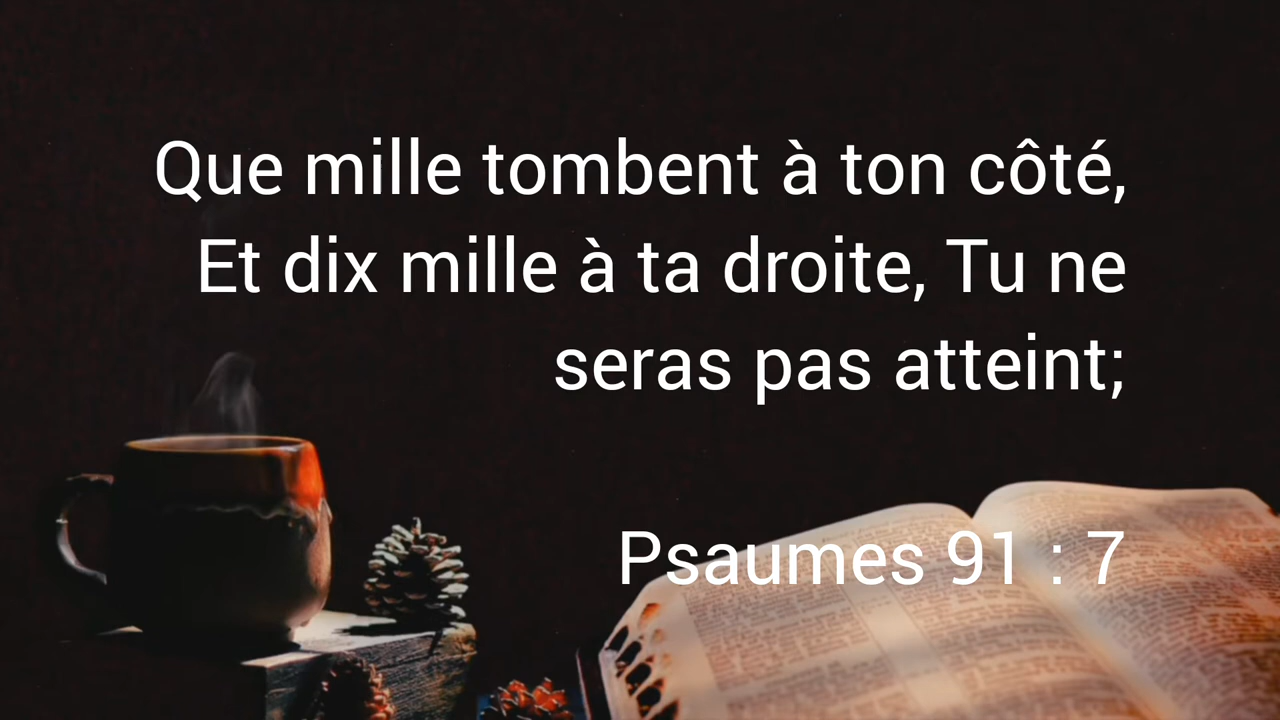 Que mille tombent à ton côté,
Et dix mille à ta droite, Tu ne
seras pas atteint;
Psaumes 91 : 7